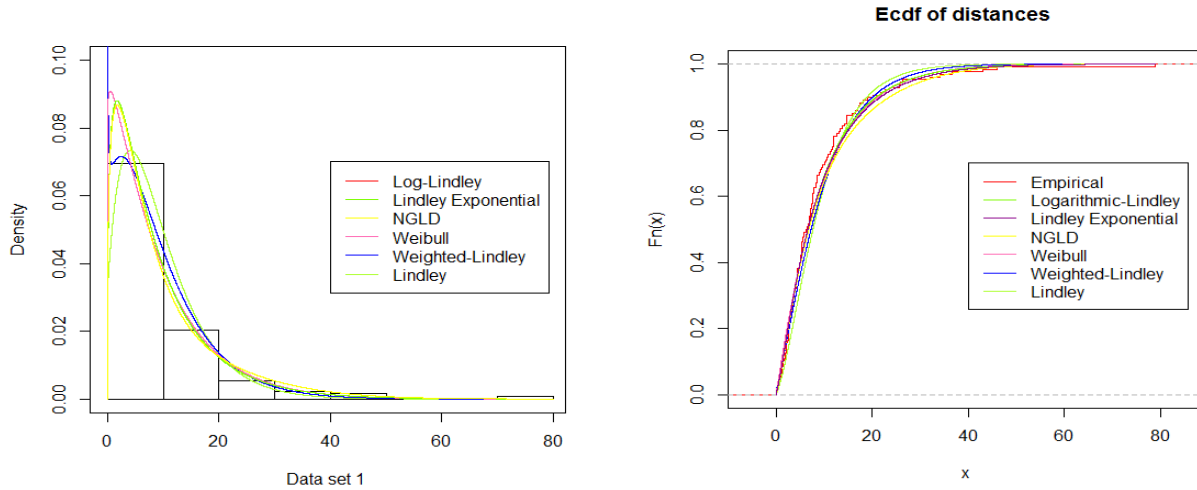 0.10
0.08
0.06
0.04
0.02
0.00
Density
Log-Lindley
Lindley Exponential
NGLD
Weibull
Weighted-Lindley
Lindley
0
20
40
60
80
Data set 1
Ecdf of distances
1.0
0.8
0.6
0.4
0.2
0.0
Fn(x)
Empirical
Logarithmic-Lindley
Lindley Exponential
NGLD
Weibull
Weighted-Lindley
Lindley
0
20
40
60
80
x